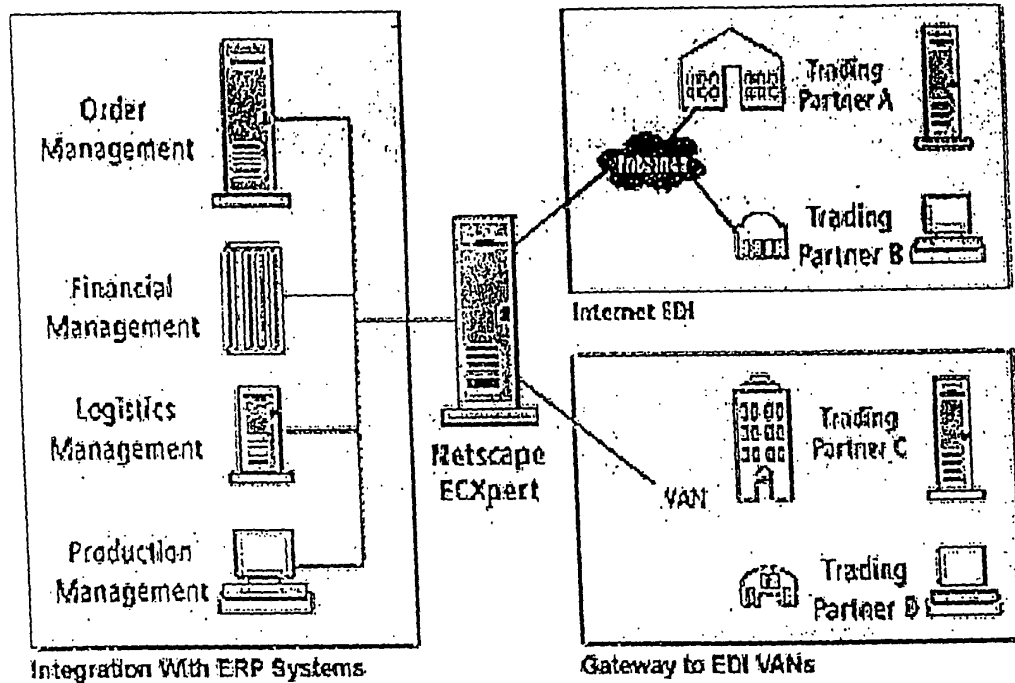 Order
Management
Financial
Management
Logistics
Management
Production
Management
Integration With ERP Systems
Netscape
ECXpert
Internet
Trading
Partner A
Trading
Partner B
Internet EDI
VAN
Trading
Partner C
Trading
Partner D
Gateway to EDI VANs